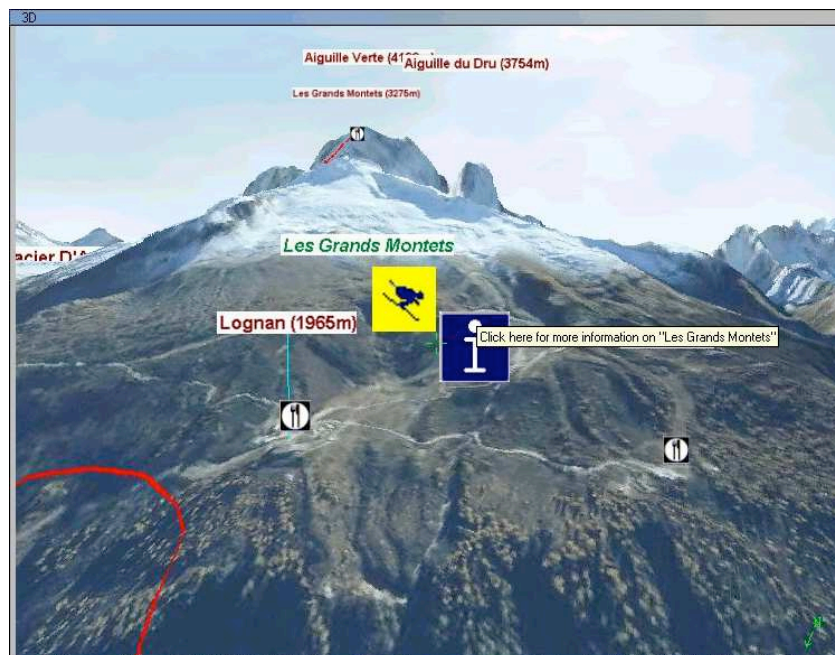 3D
Aiguille Verte (41
Aiguille du Dru (3754m)
Les Grands Montets (3275m)
acier D'A
Les Grands Montets
Lognan (1965m)
Click here for more information on "Les Grands Montets"
N